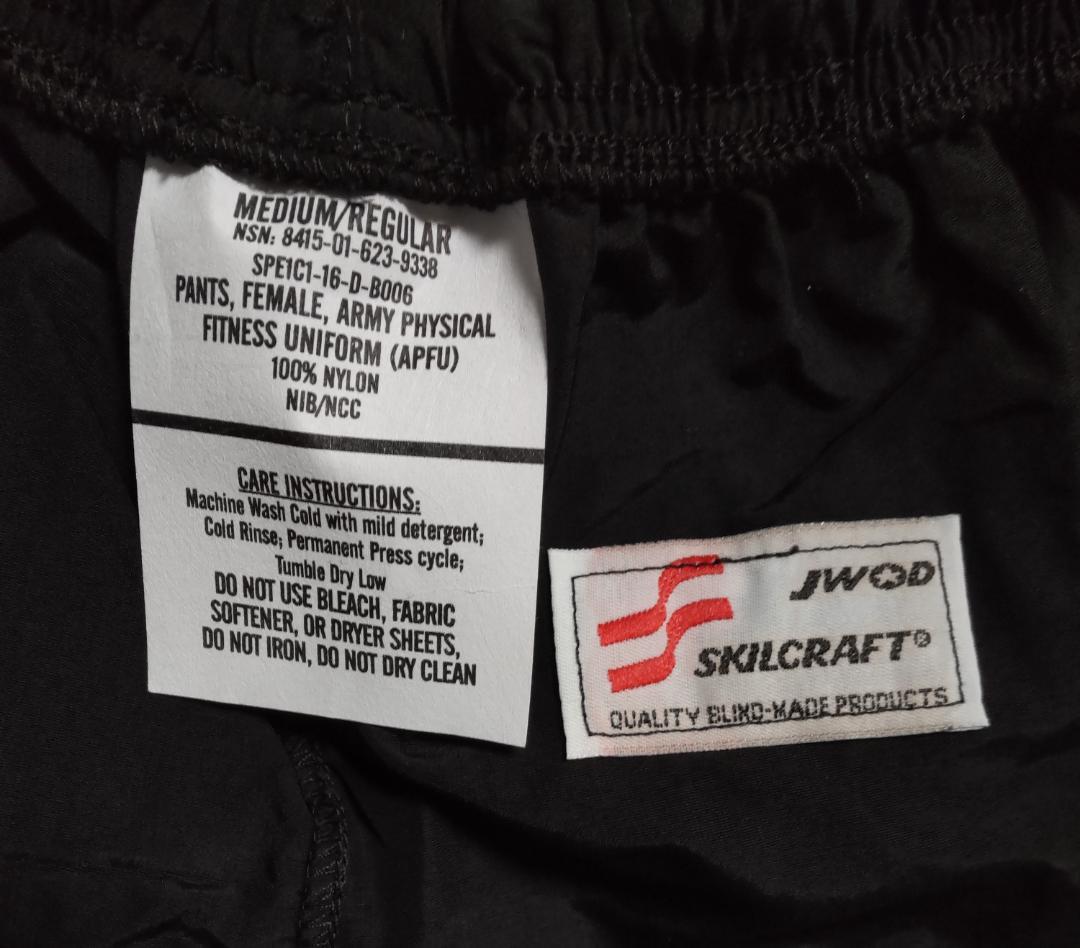 MEDIUM/REGULAR
NSN: 8415-01-623-9338
SPE1C1-16-D-B006
PANTS, FEMALE, ARMY PHYSICAL
FITNESS UNIFORM (APFU)
100% NYLON
NIB/NCC
CARE INSTRUCTIONS:
Machine Wash Cold with mild detergent;
Cold Rinse; Permanent Press cycle;
Tumble Dry Low
DO NOT USE BLEACH, FABRIC
SOFTENER, OR DRYER SHEETS,
DO NOT IRON, DO NOT DRY CLEAN
JWOD
SKILCRAFT®
QUALITY BLIND-MADE PRODUCTS